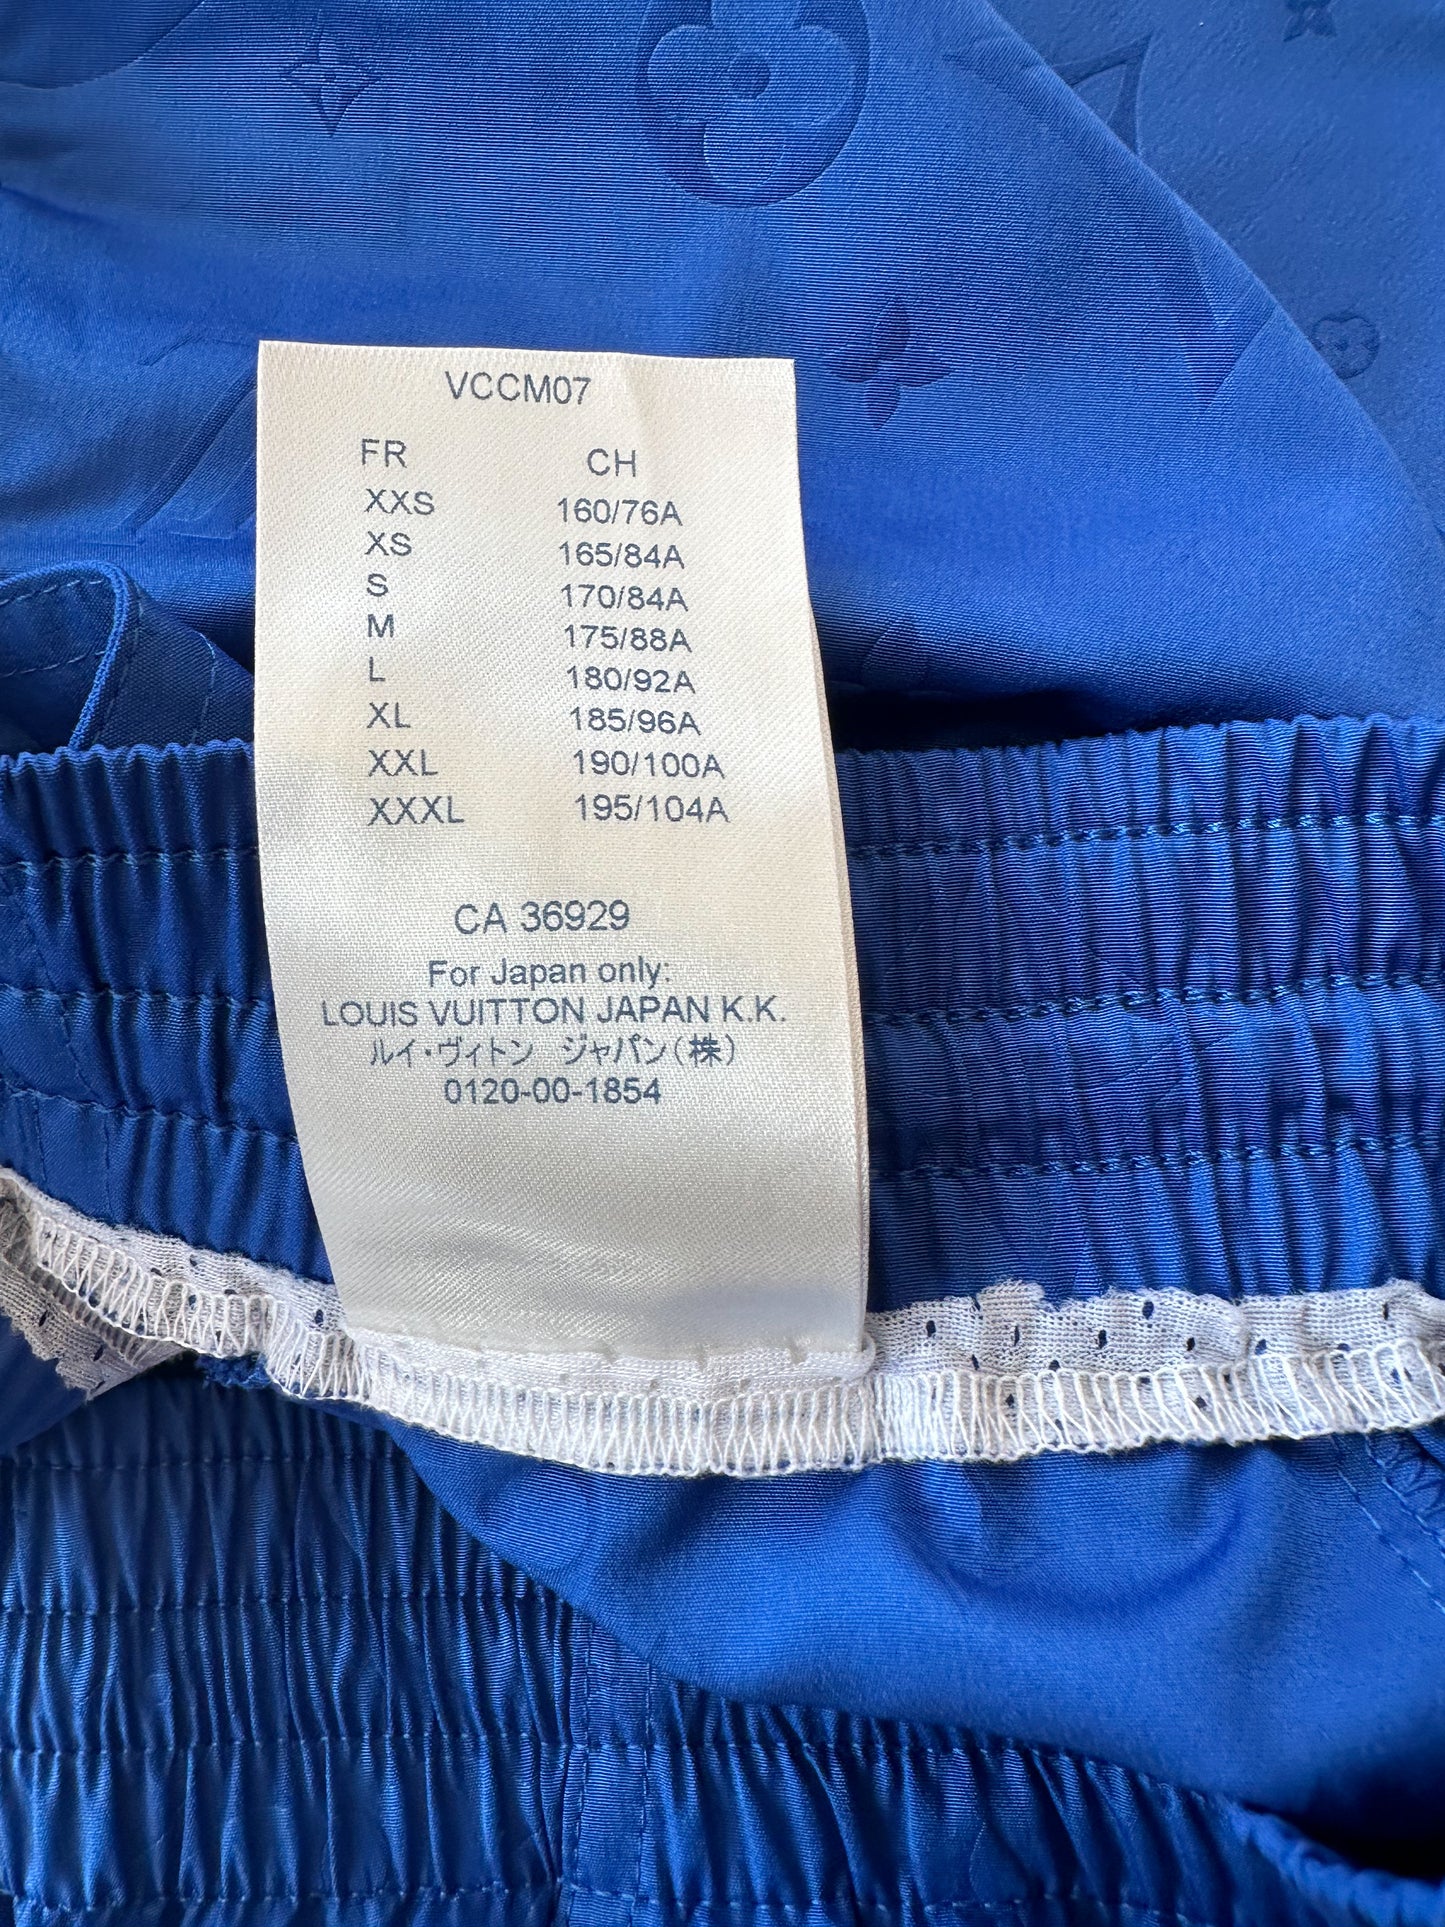 VCCM07
FR CH
XXS 160/76A
XS 165/84A
S 170/84A
M 175/88A
L 180/92A
XL 185/96A
XXL 190/100A
XXXL 195/104A
CA 36929
For Japan only:
LOUIS VUITTON JAPAN K.K.
ルイ・ヴィトン ジャパン(株)
0120-00-1854